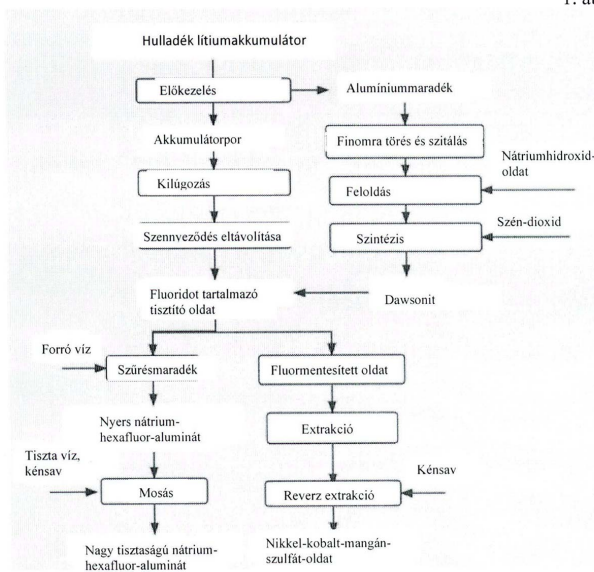 1. á
Hulladék lítiumakkumulátor
Előkezelés
Alumíniummaradék
Akkumulátorpor
Finomra törés és szitálás
Nátriumhidroxid-
oldat
Kilúgozás
Feloldás
Szén-dioxid
Szennveződés eltávolítása
Szintézis
Fluoridot tartalmazó
tisztító oldat
Dawsonit
Forró víz
Szűrésmaradék
Fluormentesített oldat
Nyers nátrium-
hexafluor-aluminát
Extrakció
Tiszta víz,
kénsav
Kénsav
Mosás
Reverz extrakció
Nagy tisztaságú nátrium-
hexafluor-aluminát
Nikkel-kobalt-mangán-
szulfát-oldat